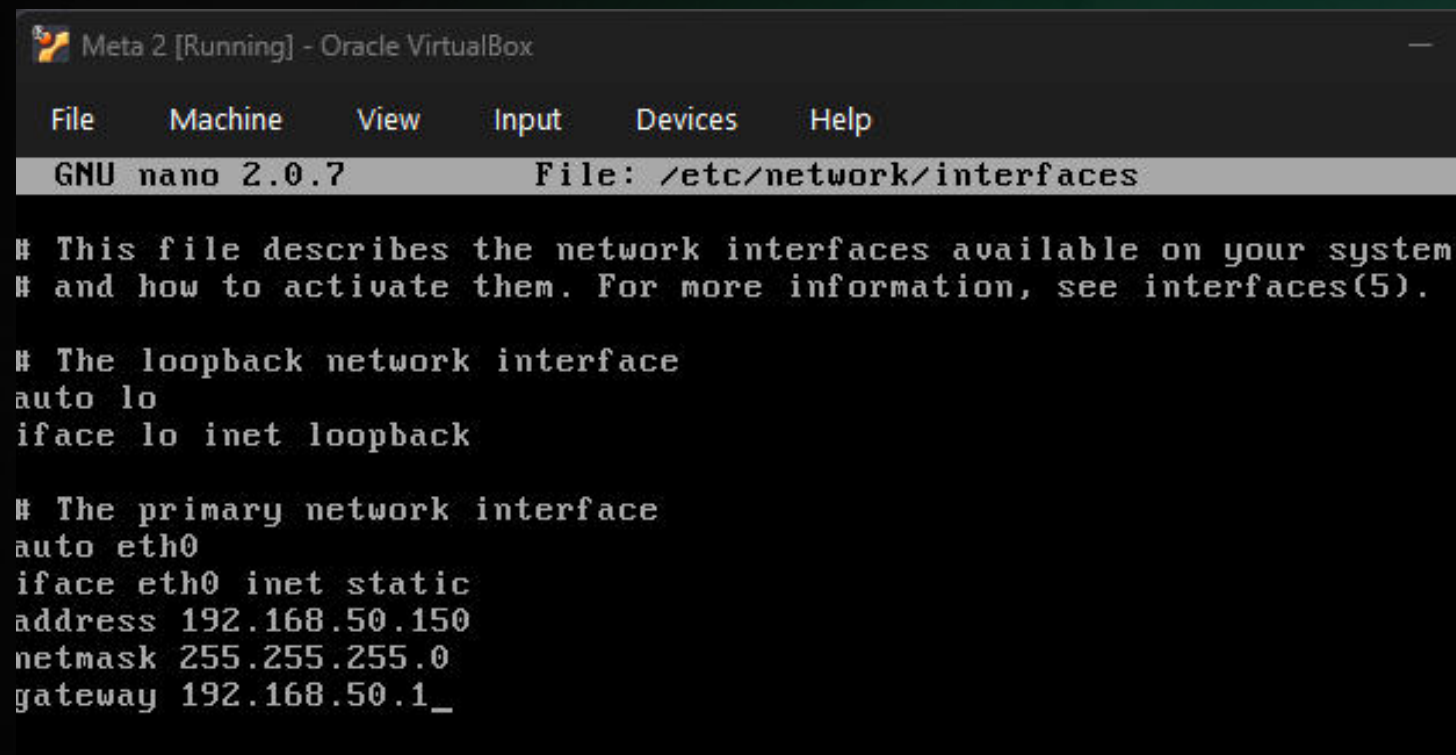 Meta 2 [Running] - Oracle VirtualBox
File Machine View Input Devices Help
GNU nano 2.0.7 File: /etc/network/interfaces
# This file describes the network interfaces available on your system
# and how to activate them. For more information, see interfaces(5).
# The loopback network interface
auto lo
iface lo inet loopback
# The primary network interface
auto eth0
iface eth0 inet static
address 192.168.50.150
netmask 255.255.255.0
gateway 192.168.50.1_